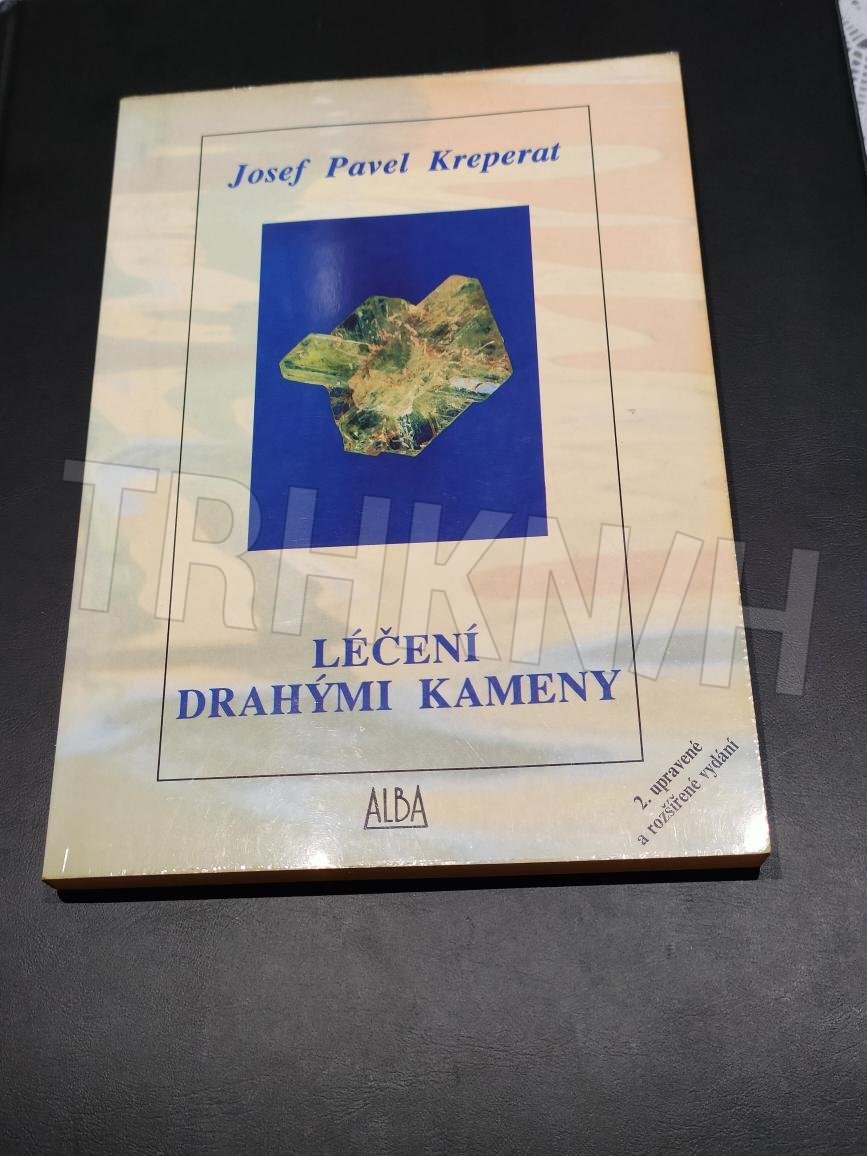 Josef Pavel Kreperat
TRHKNIH
LÉČENÍ
DRAHÝMI KAMENY
ALBA
2. upravené
a rozšířené vydání